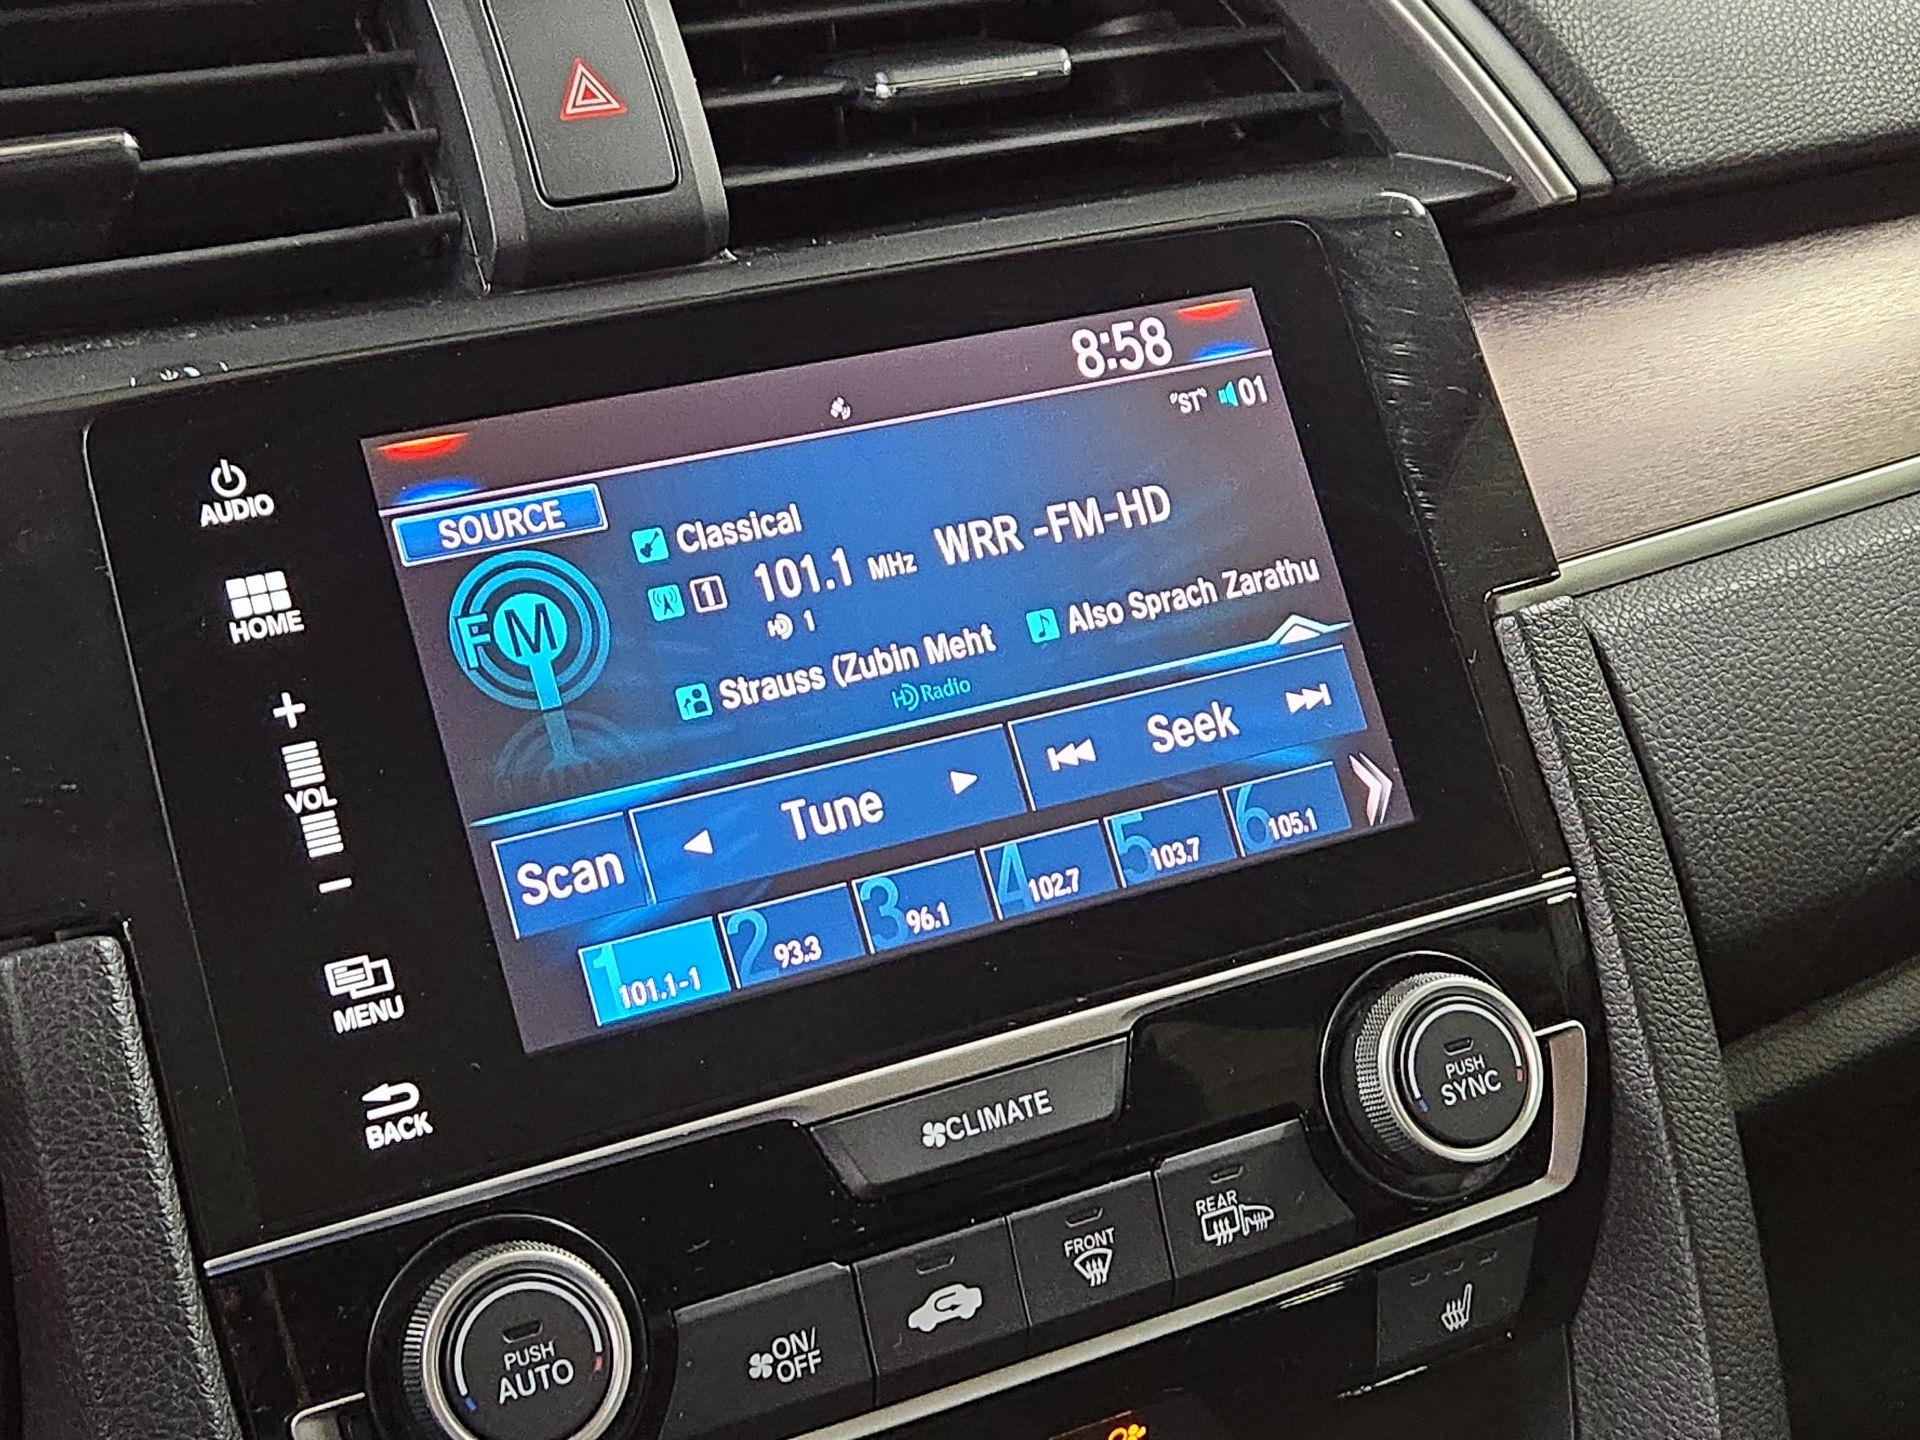 8:58
"ST" 01
AUDIO
SOURCE
Classical
101.1 MHz WRR -FM-HD
1
HD 1
FM
HOME
Strauss (Zubin Meht
Also Sprach Zarathu
HD Radio
+
VOL
−
Scan
Tune
Seek
1 101.1-1
2 93.3
3 96.1
4 102.7
5 103.7
6 105.1
MENU
BACK
CLIMATE
PUSH
SYNC
PUSH
AUTO
ON/
OFF
FRONT
REAR